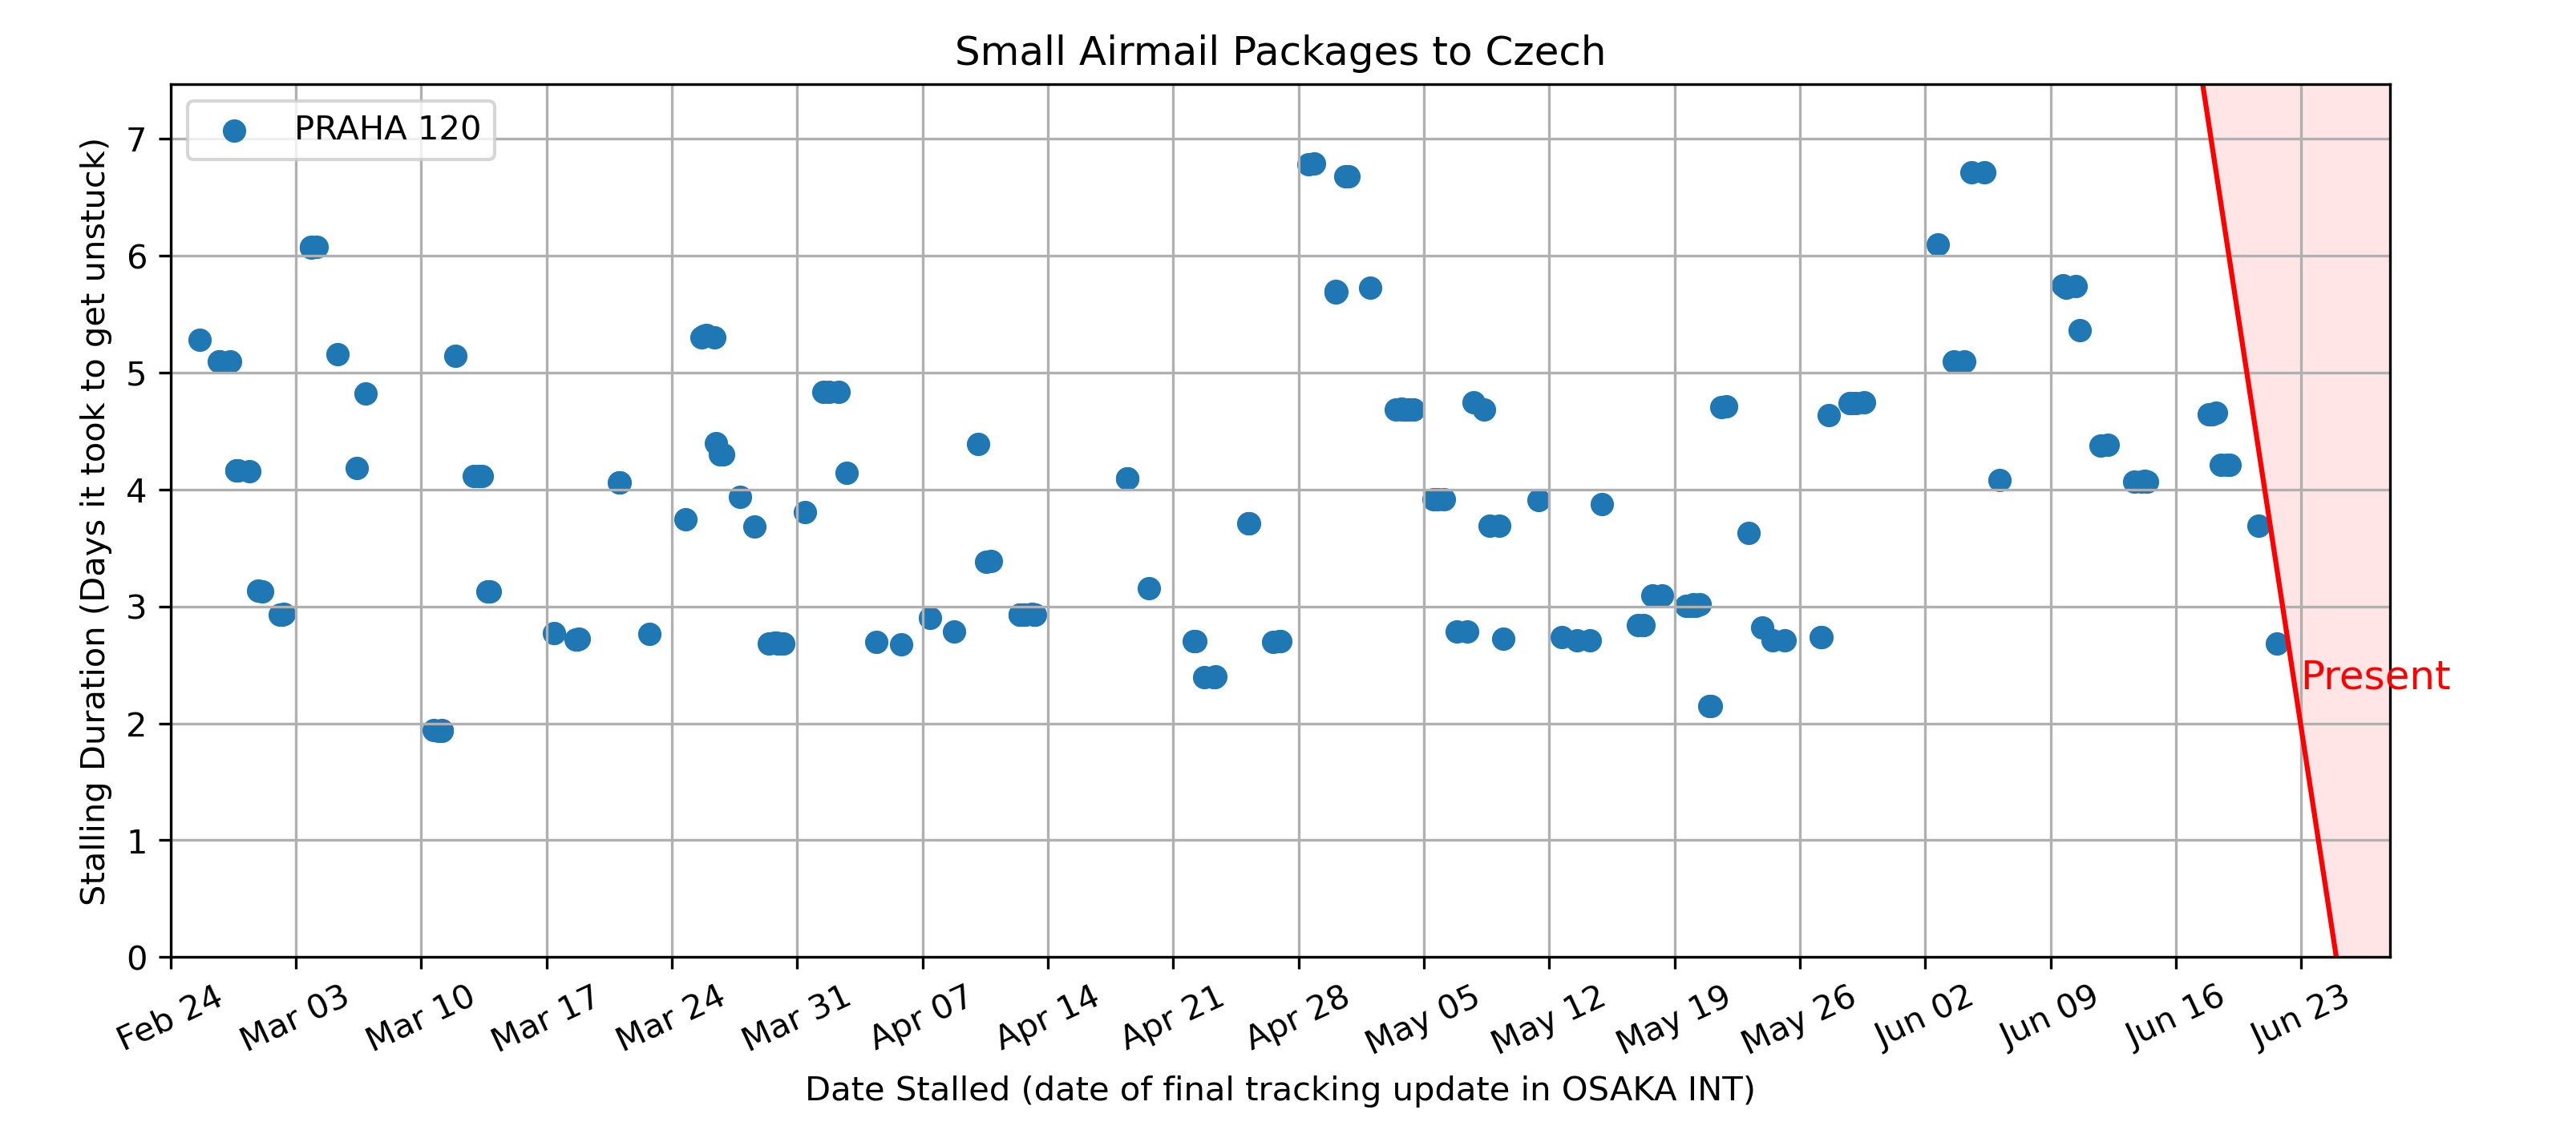 Small Airmail Packages to Czech
PRAHA 120
Stalling Duration (Days it took to get unstuck)
7
6
5
4
3
2
1
0
Present
Feb 24
Mar 03
Mar 10
Mar 17
Mar 24
Mar 31
Apr 07
Apr 14
Apr 21
Apr 28
May 05
May 12
May 19
May 26
Jun 02
Jun 09
Jun 16
Jun 23
Date Stalled (date of final tracking update in OSAKA INT)